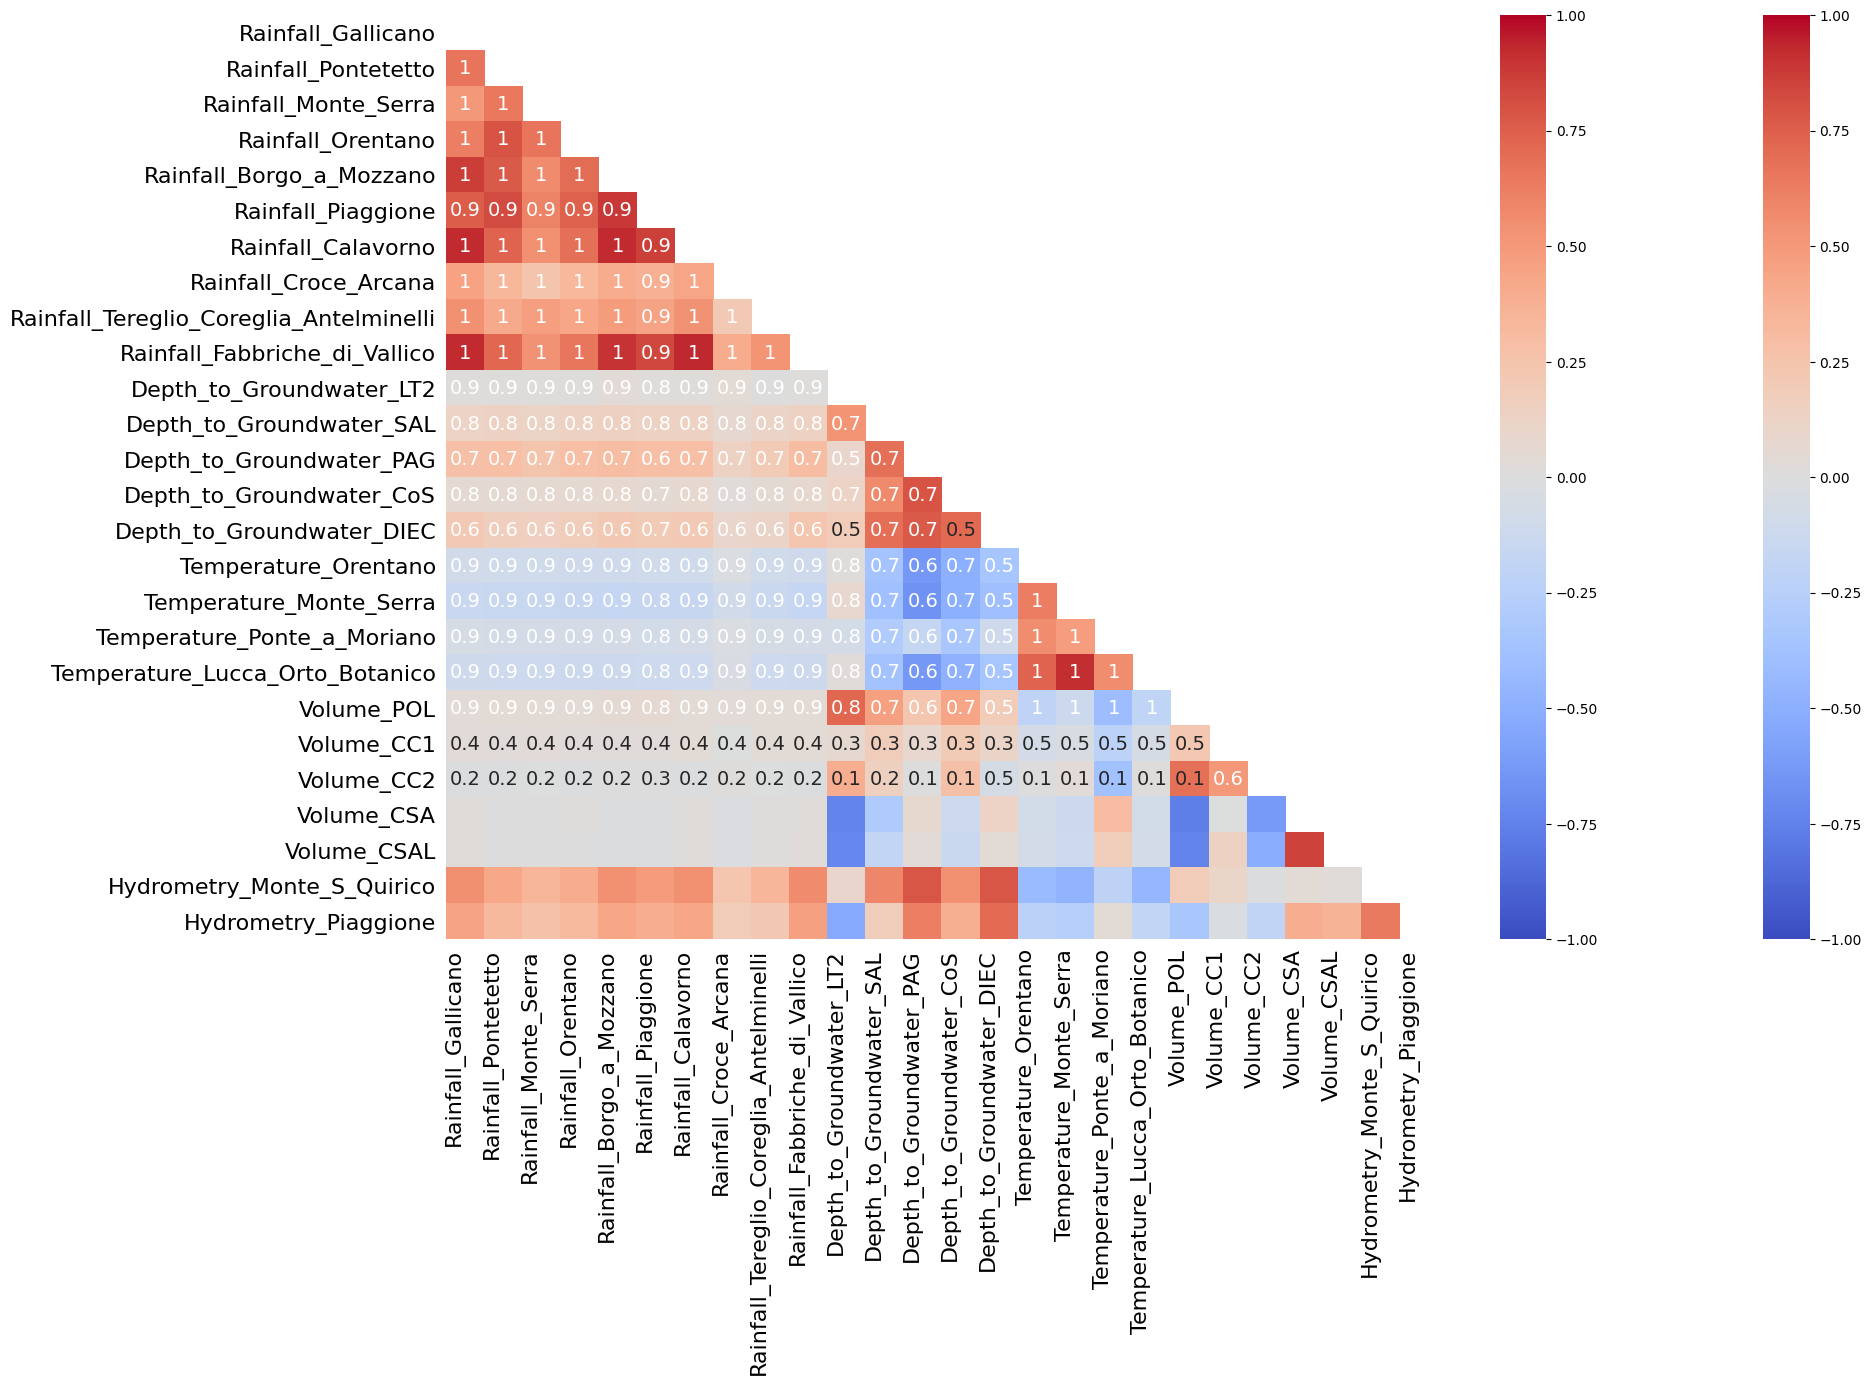 Rainfall_Gallicano
Rainfall_Pontetetto 1
Rainfall_Monte_Serra 1 1
Rainfall_Orentano 1 1 1
Rainfall_Borgo_a_Mozzano 1 1 1 1
Rainfall_Piaggione 0.9 0.9 0.9 0.9 0.9
Rainfall_Calavorno 1 1 1 1 1 0.9
Rainfall_Croce_Arcana 1 1 1 1 1 0.9 1
Rainfall_Tereglio_Coreglia_Antelminelli 1 1 1 1 1 0.9 1 1
Rainfall_Fabbriche_di_Vallico 1 1 1 1 1 0.9 1 1 1
Depth_to_Groundwater_LT2 0.9 0.9 0.9 0.9 0.9 0.8 0.9 0.9 0.9 0.9
Depth_to_Groundwater_SAL 0.8 0.8 0.8 0.8 0.8 0.8 0.8 0.8 0.8 0.8 0.7
Depth_to_Groundwater_PAG 0.7 0.7 0.7 0.7 0.7 0.6 0.7 0.7 0.7 0.7 0.5 0.7
Depth_to_Groundwater_CoS 0.8 0.8 0.8 0.8 0.8 0.7 0.8 0.8 0.8 0.8 0.7 0.7 0.7
Depth_to_Groundwater_DIEC 0.6 0.6 0.6 0.6 0.6 0.7 0.6 0.6 0.6 0.6 0.5 0.7 0.7 0.5
Temperature_Orentano 0.9 0.9 0.9 0.9 0.9 0.8 0.9 0.9 0.9 0.9 0.8 0.7 0.6 0.7 0.5
Temperature_Monte_Serra 0.9 0.9 0.9 0.9 0.9 0.8 0.9 0.9 0.9 0.9 0.8 0.7 0.6 0.7 0.5 1
Temperature_Ponte_a_Moriano 0.9 0.9 0.9 0.9 0.9 0.8 0.9 0.9 0.9 0.9 0.8 0.7 0.6 0.7 0.5 1 1
Temperature_Lucca_Orto_Botanico 0.9 0.9 0.9 0.9 0.9 0.8 0.9 0.9 0.9 0.9 0.8 0.7 0.6 0.7 0.5 1 1 1
Volume_POL 0.9 0.9 0.9 0.9 0.9 0.8 0.9 0.9 0.9 0.9 0.8 0.7 0.6 0.7 0.5 1 1 1 1
Volume_CC1 0.4 0.4 0.4 0.4 0.4 0.4 0.4 0.4 0.4 0.4 0.3 0.3 0.3 0.3 0.3 0.5 0.5 0.5 0.5 0.5
Volume_CC2 0.2 0.2 0.2 0.2 0.2 0.3 0.2 0.2 0.2 0.2 0.1 0.2 0.1 0.1 0.5 0.1 0.1 0.1 0.1 0.1 0.6
Volume_CSA
Volume_CSAL
Hydrometry_Monte_S_Quirico
Hydrometry_Piaggione
Rainfall_Gallicano
Rainfall_Pontetetto
Rainfall_Monte_Serra
Rainfall_Orentano
Rainfall_Borgo_a_Mozzano
Rainfall_Piaggione
Rainfall_Calavorno
Rainfall_Croce_Arcana
Rainfall_Tereglio_Coreglia_Antelminelli
Rainfall_Fabbriche_di_Vallico
Depth_to_Groundwater_LT2
Depth_to_Groundwater_SAL
Depth_to_Groundwater_PAG
Depth_to_Groundwater_CoS
Depth_to_Groundwater_DIEC
Temperature_Orentano
Temperature_Monte_Serra
Temperature_Ponte_a_Moriano
Temperature_Lucca_Orto_Botanico
Volume_POL
Volume_CC1
Volume_CC2
Volume_CSA
Volume_CSAL
Hydrometry_Monte_S_Quirico
Hydrometry_Piaggione
1.00
0.75
0.50
0.25
0.00
−0.25
−0.50
−0.75
−1.00
1.00
0.75
0.50
0.25
0.00
−0.25
−0.50
−0.75
−1.00